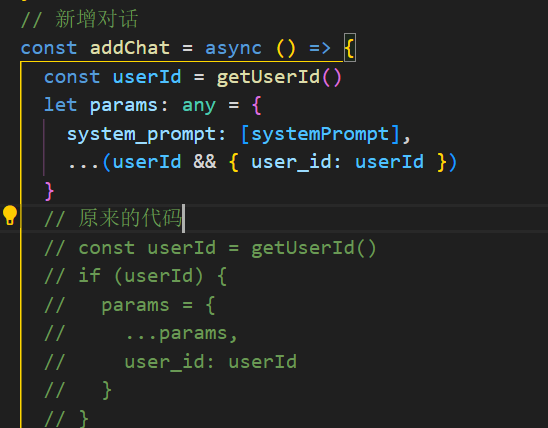 // 新增对话
const addChat = async () => {
const userId = getUserId()
let params: any = {
system_prompt: [systemPrompt],
...(userId && { user_id: userId })
}
// 原来的代码
// const userId = getUserId()
// if (userId) {
//   params = {
//     ...params,
//     user_id: userId
//   }
// }